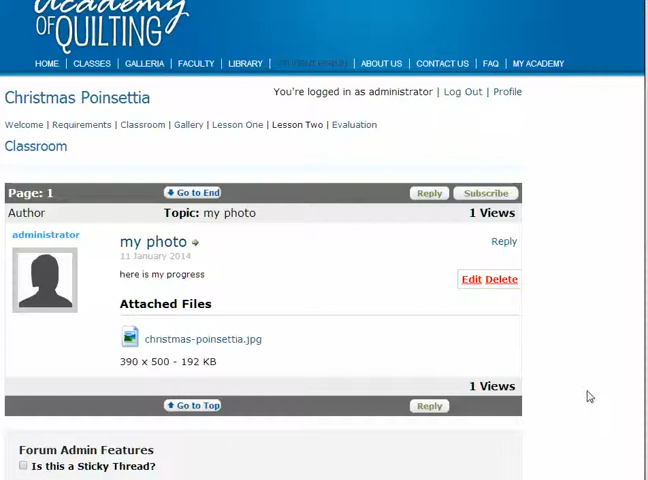 Academy
OF QUILTING
HOME | CLASSES | GALLERIA | FACULTY | LIBRARY | STUDENT FORUM | ABOUT US | CONTACT US | FAQ | MY ACADEMY
Christmas Poinsettia
You're logged in as administrator | Log Out | Profile
Welcome | Requirements | Classroom | Gallery | Lesson One | Lesson Two | Evaluation
Classroom
Page: 1 Go to End Reply Subscribe
Author Topic: my photo 1 Views
administrator
my photo Reply
11 January 2014
here is my progress
Edit Delete
Attached Files
christmas-poinsettia.jpg
390 x 500 - 192 KB
1 Views
Go to Top Reply
Forum Admin Features
Is this a Sticky Thread?